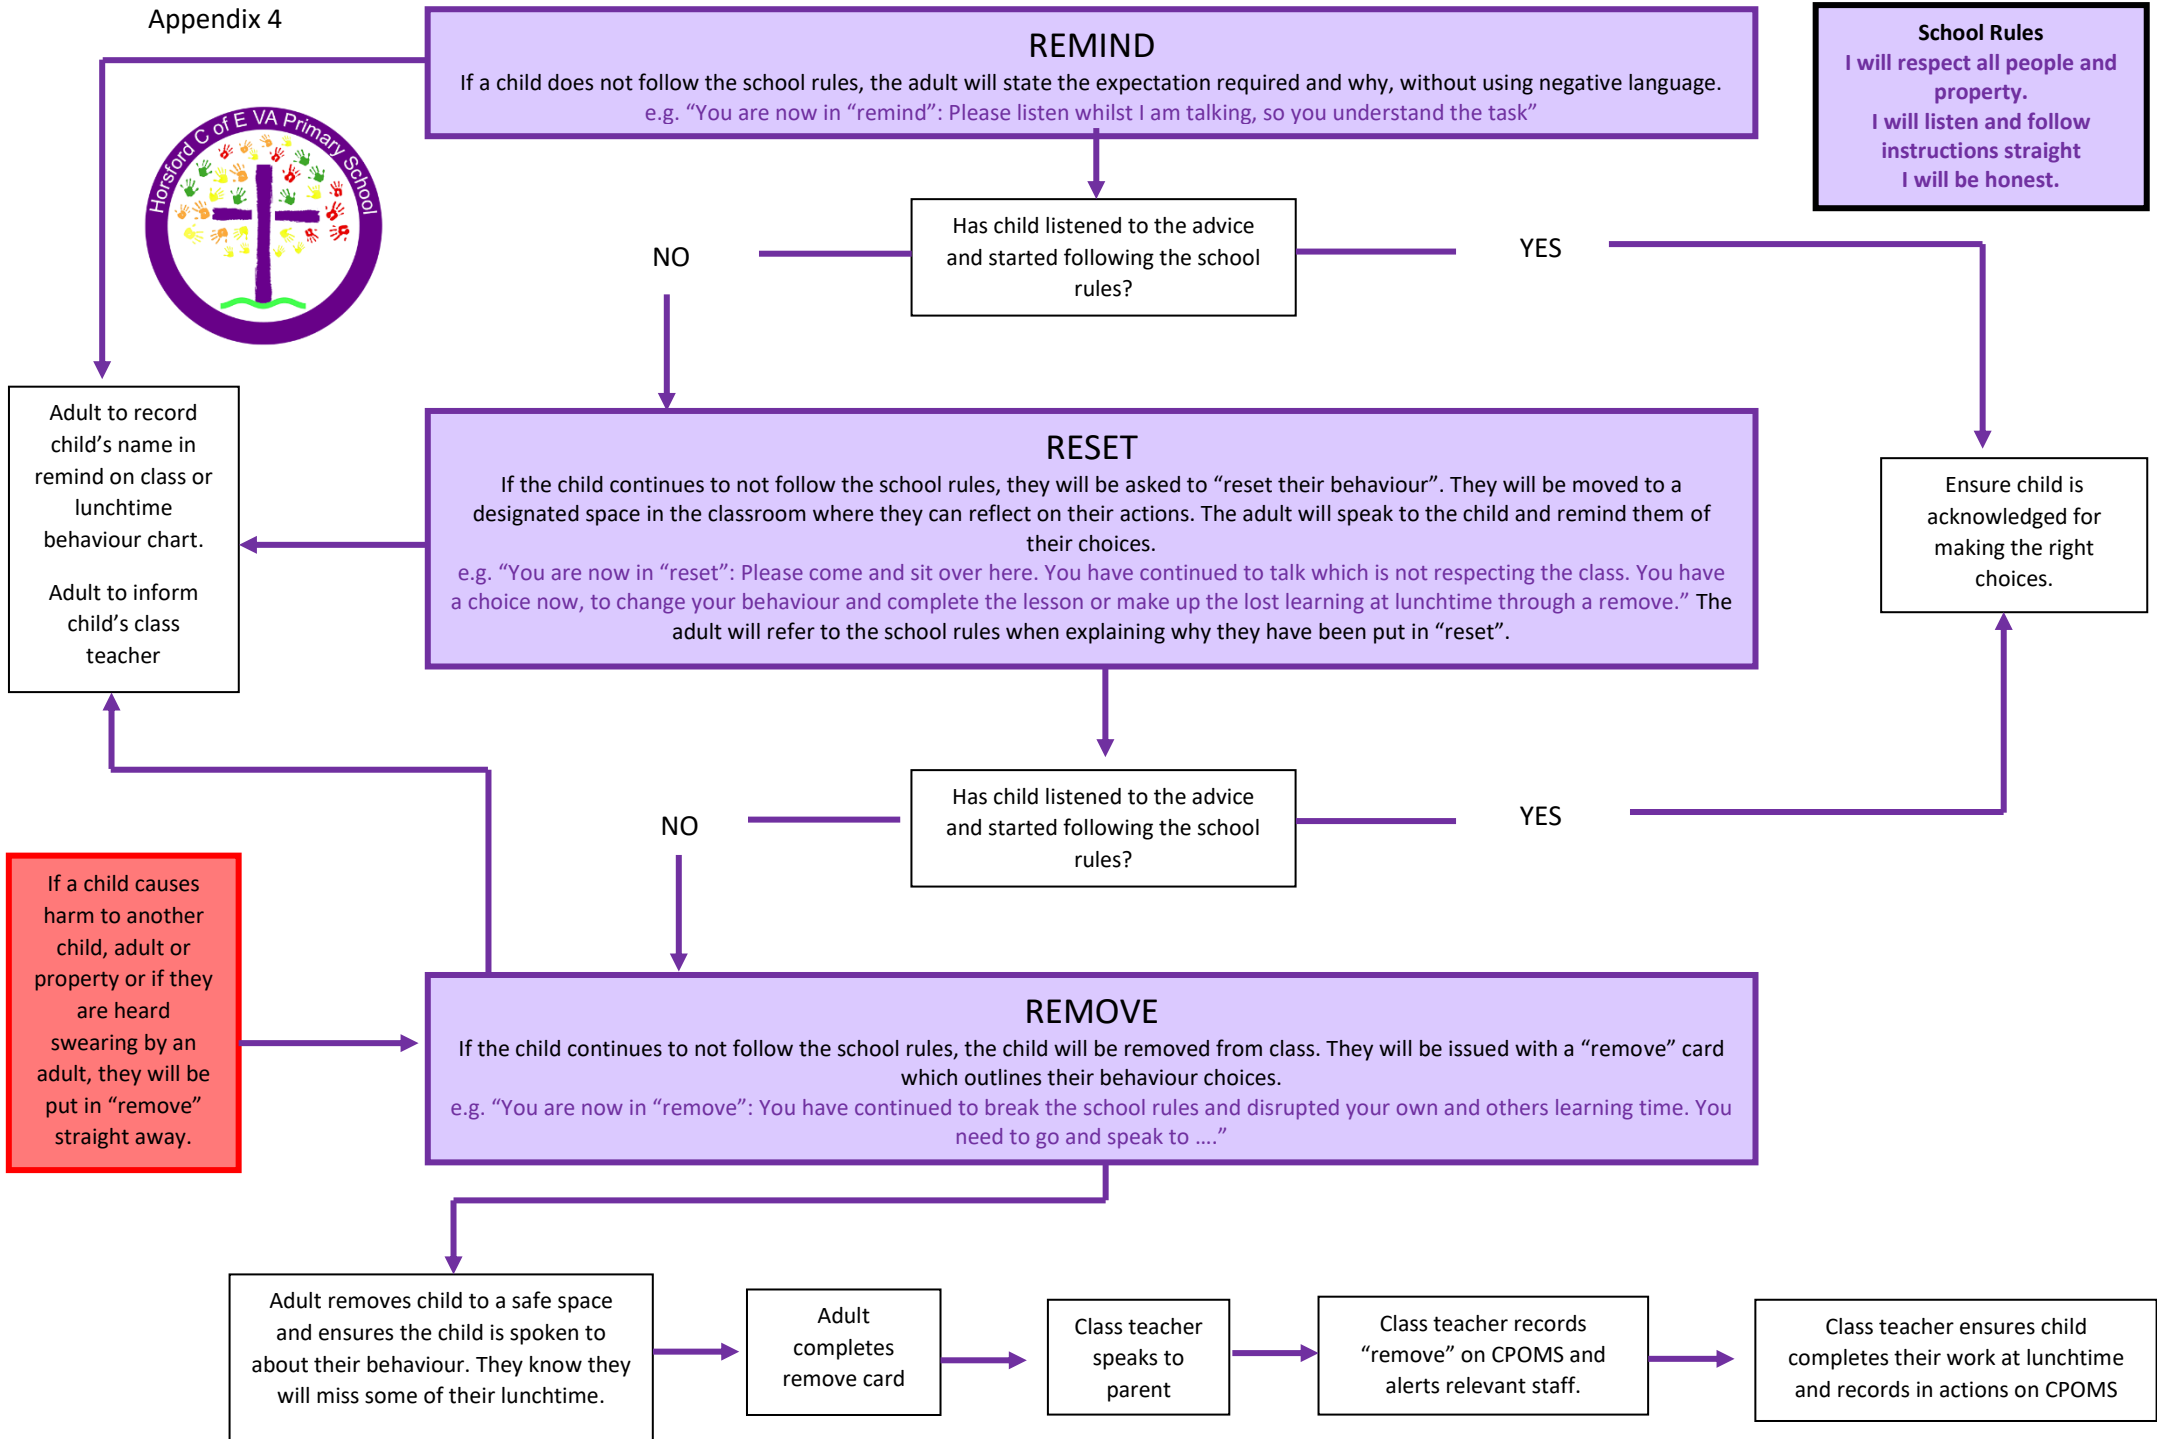 Appendix 4
REMIND
If a child does not follow the school rules, the adult will state the expectation required and why, without using negative language.
e.g. “You are now in “remind”: Please listen whilst I am talking, so you understand the task”
School Rules
I will respect all people and
property.
I will listen and follow
instructions straight
I will be honest.
Horsford C of E VA Primary School
Has child listened to the advice
and started following the school
rules?
NO
YES
Adult to record
child’s name in
remind on class or
lunchtime
behaviour chart.
Adult to inform
child’s class
teacher
RESET
If the child continues to not follow the school rules, they will be asked to “reset their behaviour”. They will be moved to a
designated space in the classroom where they can reflect on their actions. The adult will speak to the child and remind them of
their choices.
e.g. “You are now in “reset”: Please come and sit over here. You have continued to talk which is not respecting the class. You have
a choice now, to change your behaviour and complete the lesson or make up the lost learning at lunchtime through a remove.” The
adult will refer to the school rules when explaining why they have been put in “reset”.
Ensure child is
acknowledged for
making the right
choices.
Has child listened to the advice
and started following the school
rules?
NO
YES
If a child causes
harm to another
child, adult or
property or if they
are heard
swearing by an
adult, they will be
put in “remove”
straight away.
REMOVE
If the child continues to not follow the school rules, the child will be removed from class. They will be issued with a “remove” card
which outlines their behaviour choices.
e.g. “You are now in “remove”: You have continued to break the school rules and disrupted your own and others learning time. You
need to go and speak to ….”
Adult removes child to a safe space
and ensures the child is spoken to
about their behaviour. They know they
will miss some of their lunchtime.
Adult
completes
remove card
Class teacher
speaks to
parent
Class teacher records
“remove” on CPOMS and
alerts relevant staff.
Class teacher ensures child
completes their work at lunchtime
and records in actions on CPOMS